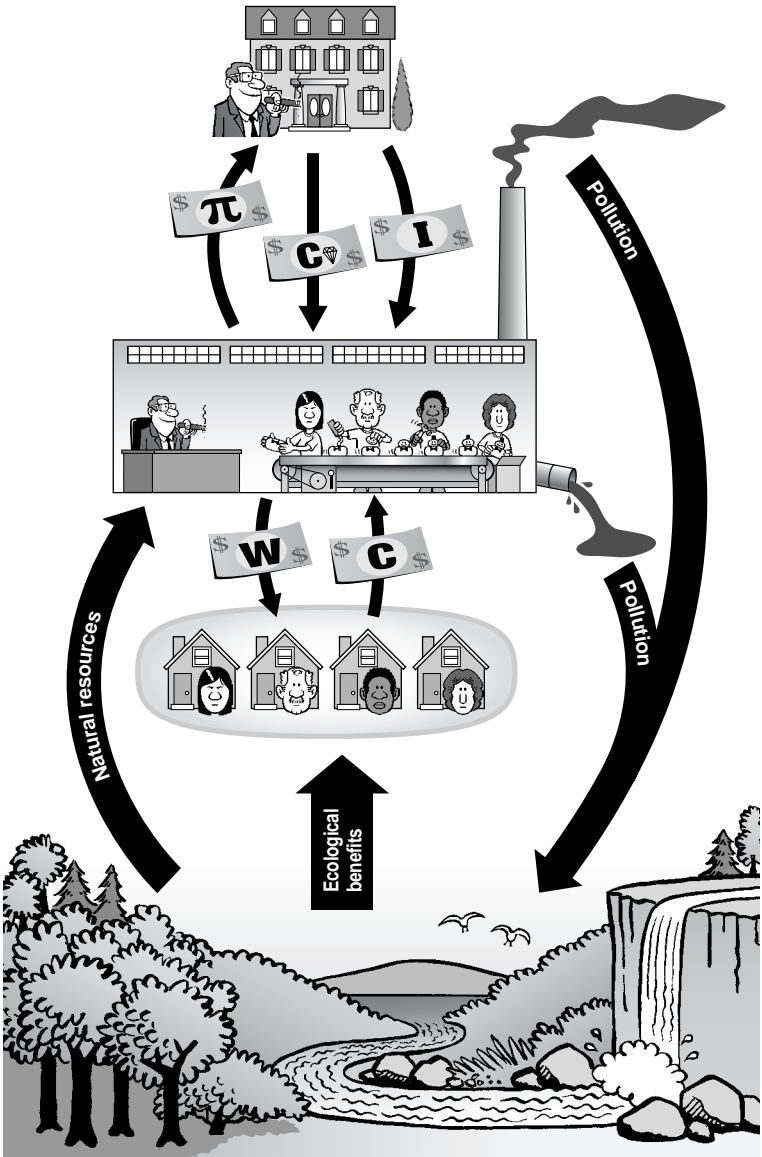 $ π $
$ C $
$ I $
Pollution
$ W $
$ C $
Pollution
Natural resources
Ecological
benefits